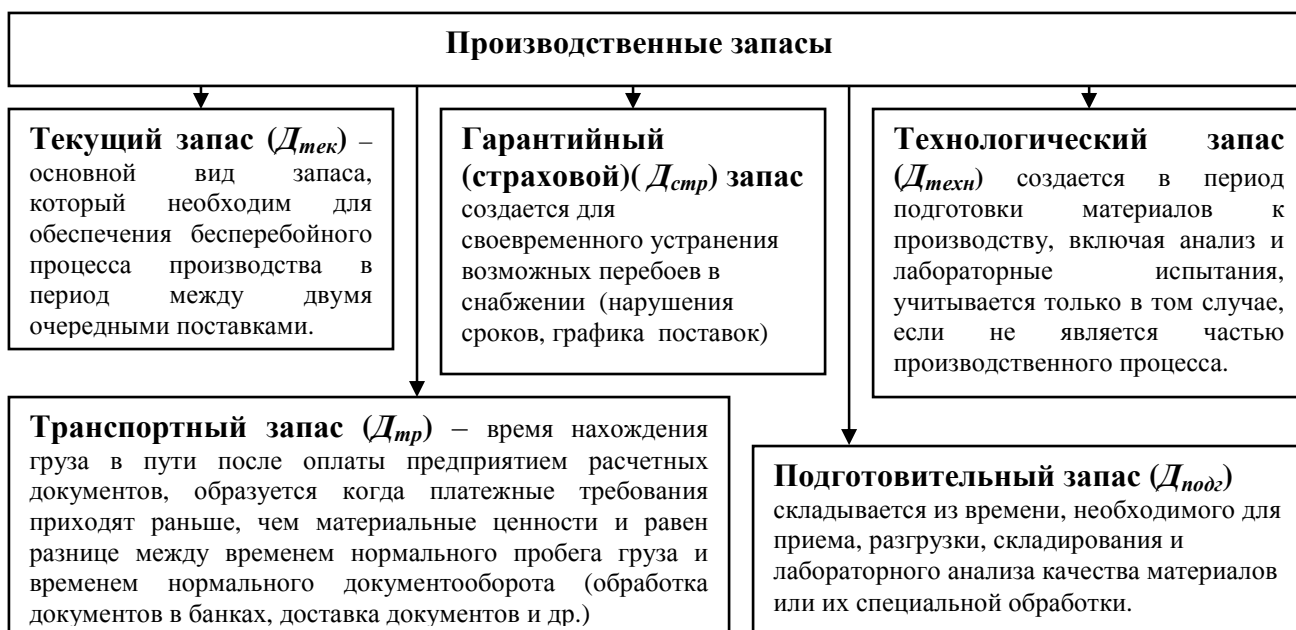 Производственные запасы
Текущий запас (Дтек) –
основной вид запаса,
который необходим для
обеспечения бесперебойного
процесса производства в
период между двумя
очередными поставками.
Гарантийный
(страховой)( Дстр) запас
создается для
своевременного устранения
возможных перебоев в
снабжении (нарушения
сроков, графика поставок)
Технологический запас
(Дтехн) создается в период
подготовки материалов к
производству, включая анализ и
лабораторные испытания,
учитывается только в том случае,
если не является частью
производственного процесса.
Транспортный запас (Дтр) – время нахождения
груза в пути после оплаты предприятием расчетных
документов, образуется когда платежные требования
приходят раньше, чем материальные ценности и равен
разнице между временем нормального пробега груза и
временем нормального документооборота (обработка
документов в банках, доставка документов и др.)
Подготовительный запас (Дподг)
складывается из времени, необходимого для
приема, разгрузки, складирования и
лабораторного анализа качества материалов
или их специальной обработки.